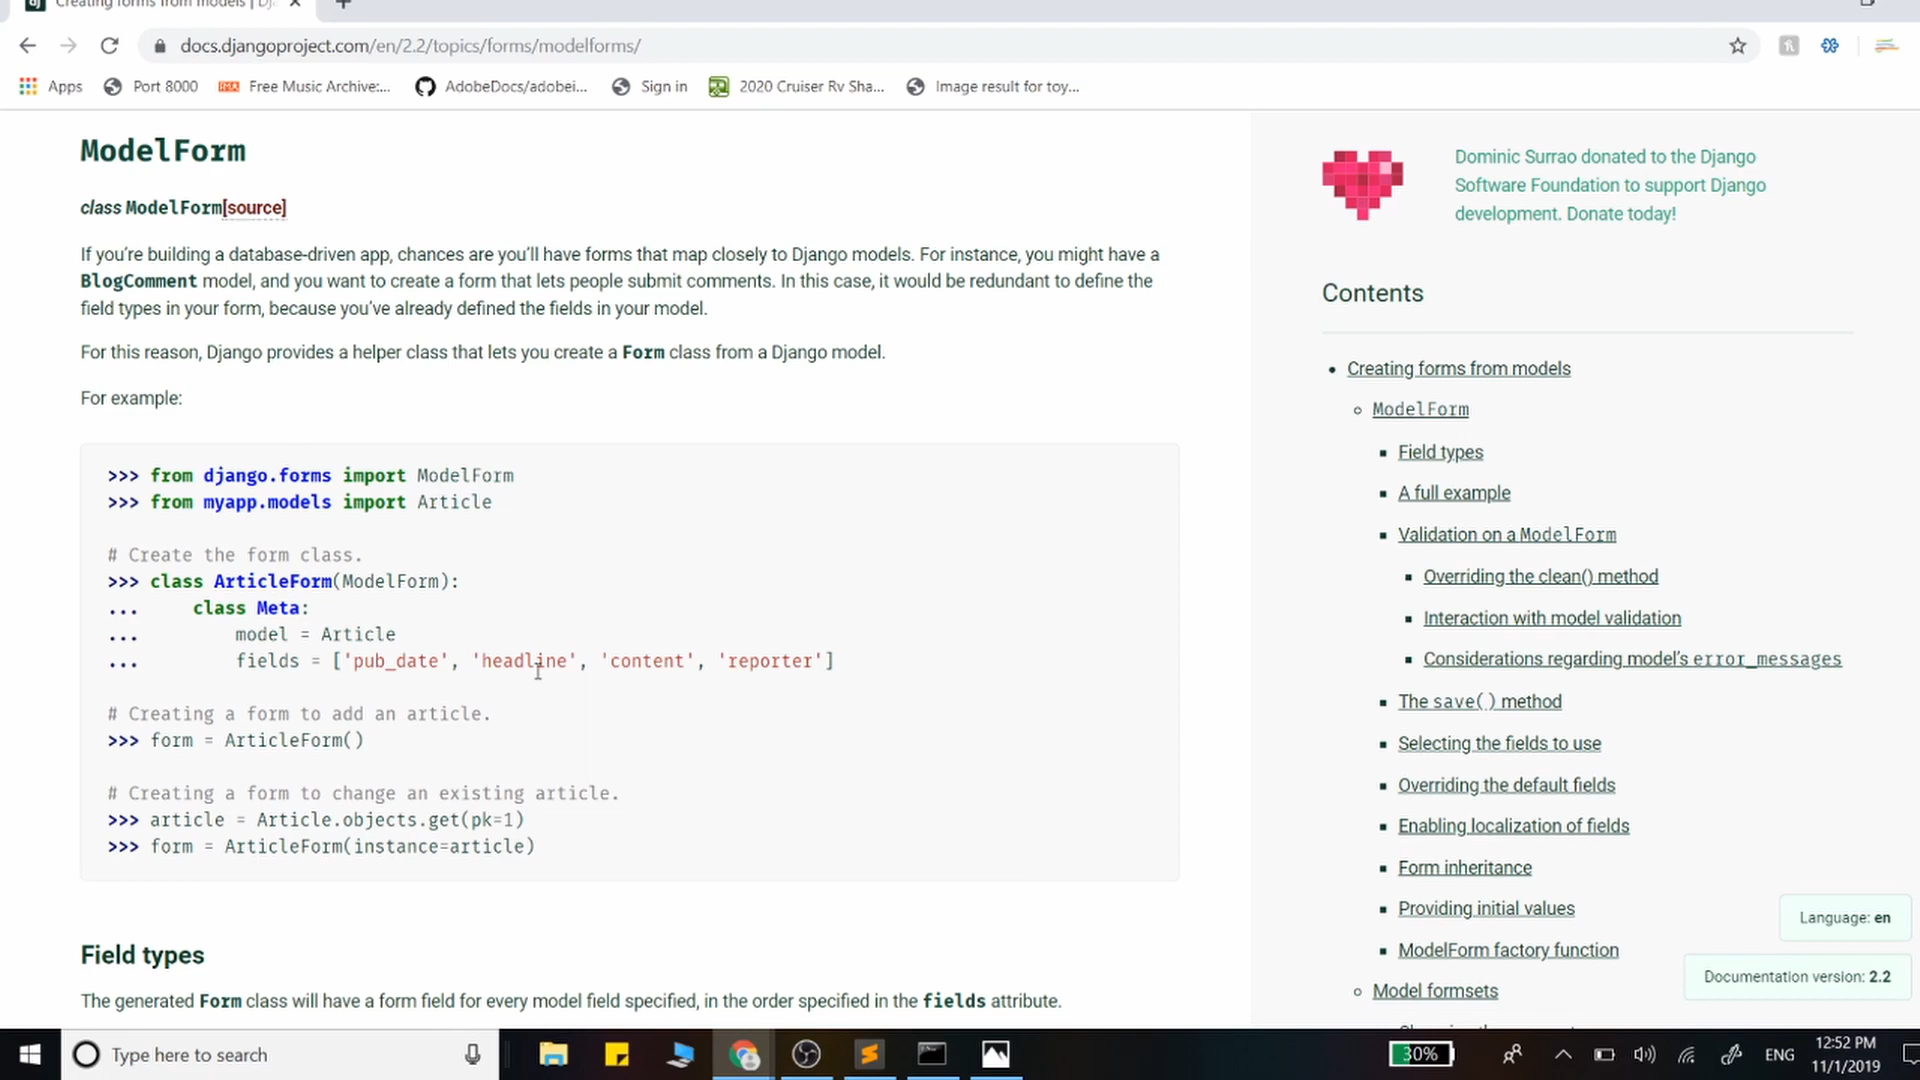 Creating forms from models | Dj
docs.djangoproject.com/en/2.2/topics/forms/modelforms/
Apps
Port 8000
Free Music Archive:...
AdobeDocs/adobei...
Sign in
2020 Cruiser Rv Sha...
Image result for toy...
ModelForm
class ModelForm[source]
If you're building a database-driven app, chances are you'll have forms that map closely to Django models. For instance, you might have a
BlogComment model, and you want to create a form that lets people submit comments. In this case, it would be redundant to define the
field types in your form, because you've already defined the fields in your model.
For this reason, Django provides a helper class that lets you create a Form class from a Django model.
For example:
>>> from django.forms import ModelForm
>>> from myapp.models import Article
# Create the form class.
>>> class ArticleForm(ModelForm):
...     class Meta:
...         model = Article
...         fields = ['pub_date', 'headline', 'content', 'reporter']
# Creating a form to add an article.
>>> form = ArticleForm()
# Creating a form to change an existing article.
>>> article = Article.objects.get(pk=1)
>>> form = ArticleForm(instance=article)
Field types
The generated Form class will have a form field for every model field specified, in the order specified in the fields attribute.
Dominic Surrao donated to the Django
Software Foundation to support Django
development. Donate today!
Contents
Creating forms from models
ModelForm
Field types
A full example
Validation on a ModelForm
Overriding the clean() method
Interaction with model validation
Considerations regarding model's error_messages
The save() method
Selecting the fields to use
Overriding the default fields
Enabling localization of fields
Form inheritance
Providing initial values
ModelForm factory function
Model formsets
Language: en
Documentation version: 2.2
Type here to search
30%
ENG
12:52 PM
11/1/2019